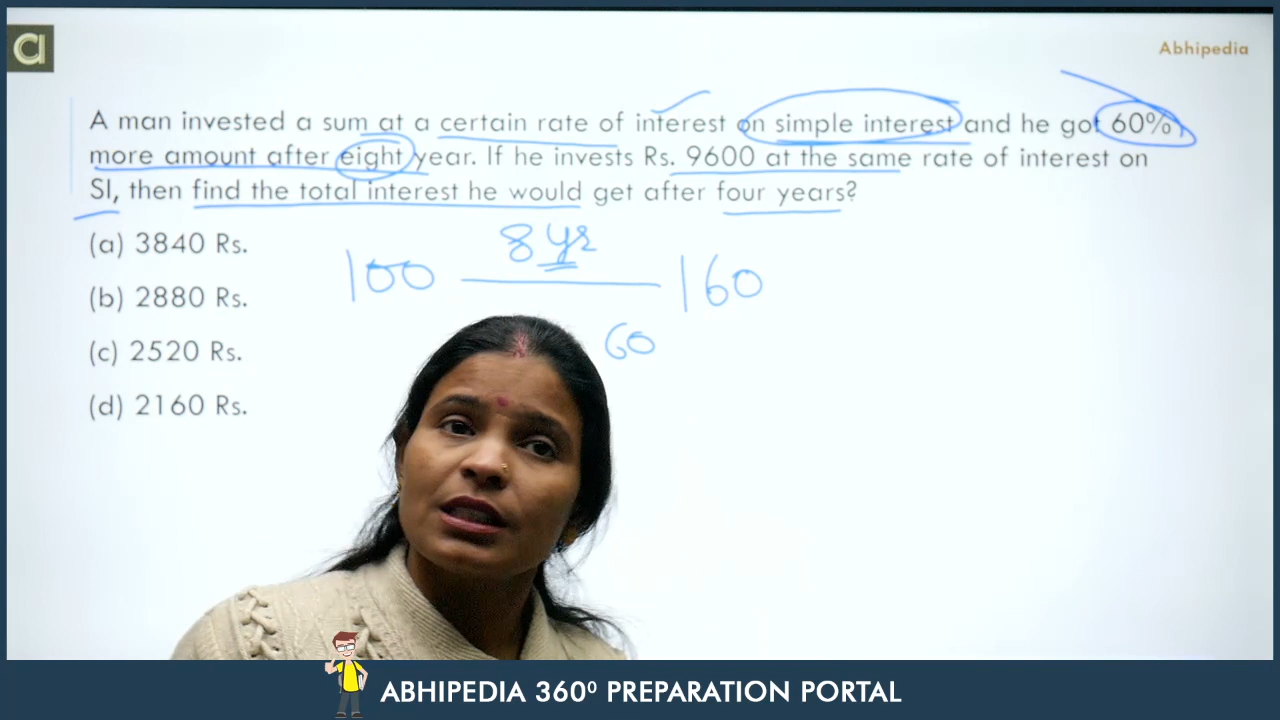 Abhipedia
A man invested a sum at a certain rate of interest on simple interest and he got 60%
more amount after eight year. If he invests Rs. 9600 at the same rate of interest on
SI, then find the total interest he would get after four years?
(a) 3840 Rs.
8 yr
100 160
(b) 2880 Rs.
60
(c) 2520 Rs.
(d) 2160 Rs.
ABHIPEDIA 360⁰ PREPARATION PORTAL